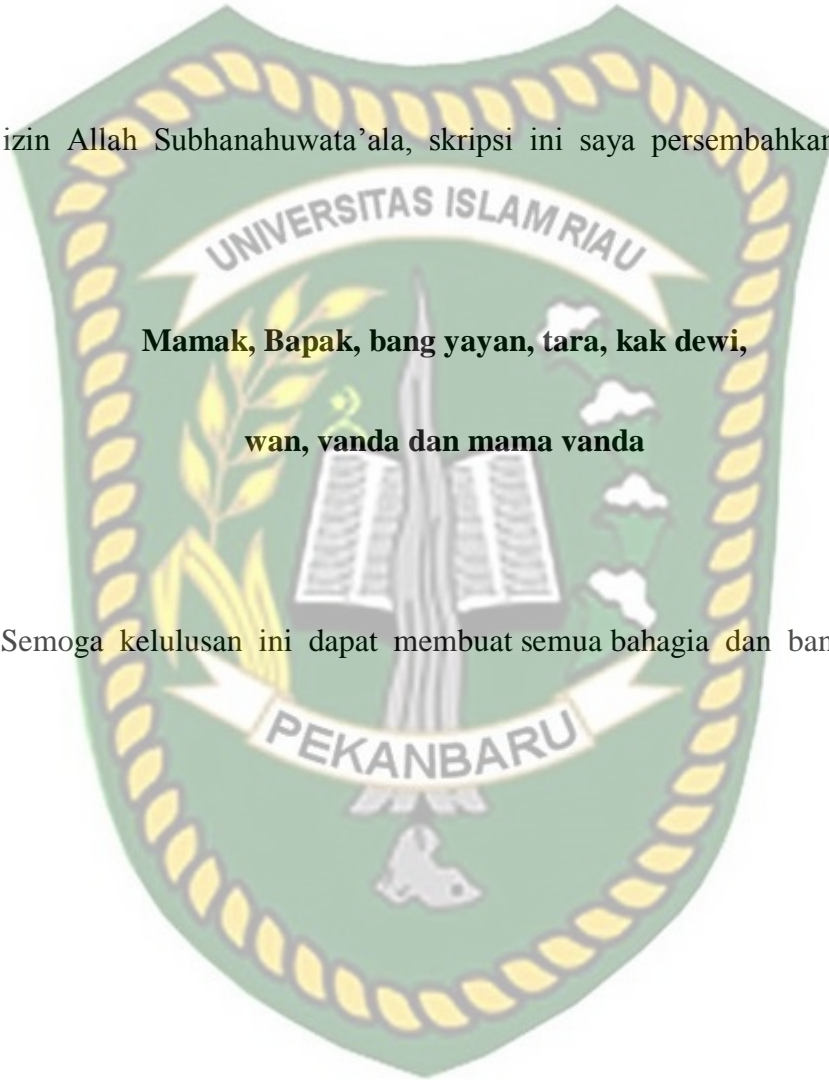 izin Allah Subhanahuwata’ala, skripsi ini saya persembahkan
UNIVERSITAS ISLAM RIAU
Mamak, Bapak, bang yayan, tara, kak dewi,
wan, vanda dan mama vanda
Semoga kelulusan ini dapat membuat semua bahagia dan ban
PEKANBARU